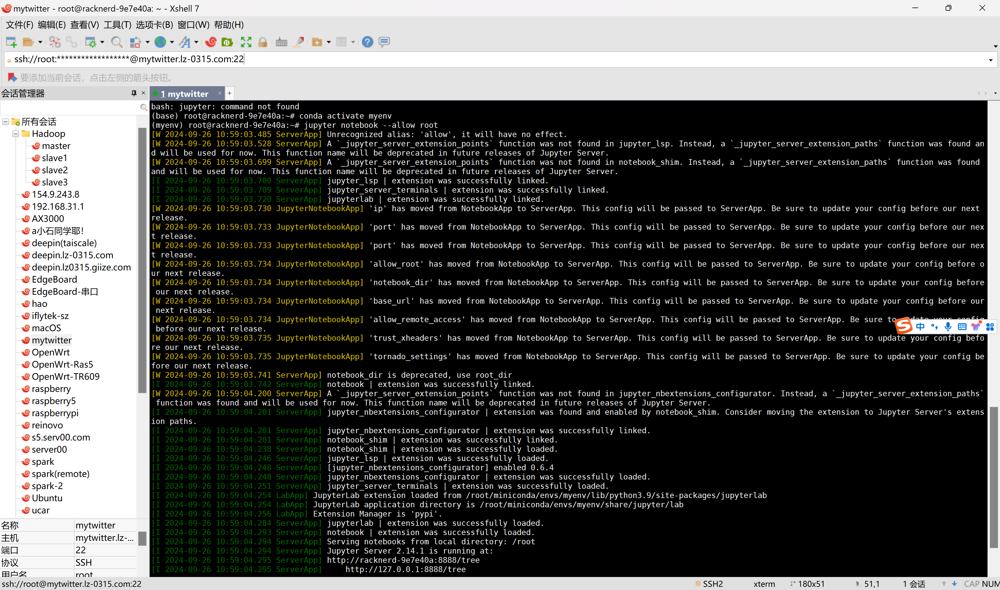 mytwitter - root@racknerd-9e7e40a: ~ - Xshell 7
文件(F) 编辑(E) 查看(V) 工具(T) 选项卡(B) 窗口(W) 帮助(H)
ssh://root:******************@mytwitter.lz-0315.com:22
要添加当前会话，点击左侧的箭头按钮。
会话管理器
所有会话
Hadoop
master
slave1
slave2
slave3
154.9.243.8
192.168.31.1
AX3000
a小石同学耶！
deepin(taiscale)
deepin.lz-0315.com
deepin.lz0315.giize.com
EdgeBoard
EdgeBoard-串口
hao
iflytek-sz
macOS
mytwitter
OpenWrt
OpenWrt-Ras5
OpenWrt-TR609
raspberry
raspberry5
raspberrypi
reinovo
s5.serv00.com
server00
spark
spark(remote)
spark-2
Ubuntu
ucar
名称 mytwitter
主机 mytwitter.lz-...
端口 22
协议 SSH
用户名 root
1 mytwitter
bash: jupyter: command not found
(base) root@racknerd-9e7e40a:~# conda activate myenv
(myenv) root@racknerd-9e7e40a:~# jupyter notebook --allow root
[W 2024-09-26 10:59:03.485 ServerApp] Unrecognized alias: 'allow', it will have no effect.
[W 2024-09-26 10:59:03.528 ServerApp] A `_jupyter_server_extension_points` function was not found in jupyter_lsp. Instead, a `_jupyter_server_extension_paths` function was found an
d will be used for now. This function name will be deprecated in future releases of Jupyter Server.
[W 2024-09-26 10:59:03.699 ServerApp] A `_jupyter_server_extension_points` function was not found in notebook_shim. Instead, a `_jupyter_server_extension_paths` function was found
and will be used for now. This function name will be deprecated in future releases of Jupyter Server.
[I 2024-09-26 10:59:03.700 ServerApp] jupyter_lsp | extension was successfully linked.
[I 2024-09-26 10:59:03.709 ServerApp] jupyter_server_terminals | extension was successfully linked.
[I 2024-09-26 10:59:03.720 ServerApp] jupyterlab | extension was successfully linked.
[W 2024-09-26 10:59:03.730 JupyterNotebookApp] 'ip' has moved from NotebookApp to ServerApp. This config will be passed to ServerApp. Be sure to update your config before our next
release.
[W 2024-09-26 10:59:03.733 JupyterNotebookApp] 'port' has moved from NotebookApp to ServerApp. This config will be passed to ServerApp. Be sure to update your config before our nex
t release.
[W 2024-09-26 10:59:03.733 JupyterNotebookApp] 'port' has moved from NotebookApp to ServerApp. This config will be passed to ServerApp. Be sure to update your config before our nex
t release.
[W 2024-09-26 10:59:03.734 JupyterNotebookApp] 'allow_root' has moved from NotebookApp to ServerApp. This config will be passed to ServerApp. Be sure to update your config before o
ur next release.
[W 2024-09-26 10:59:03.734 JupyterNotebookApp] 'notebook_dir' has moved from NotebookApp to ServerApp. This config will be passed to ServerApp. Be sure to update your config before
our next release.
[W 2024-09-26 10:59:03.734 JupyterNotebookApp] 'base_url' has moved from NotebookApp to ServerApp. This config will be passed to ServerApp. Be sure to update your config before our
next release.
[W 2024-09-26 10:59:03.734 JupyterNotebookApp] 'allow_remote_access' has moved from NotebookApp to ServerApp. This config will be passed to ServerApp. Be sure to
before our next release.
[W 2024-09-26 10:59:03.735 JupyterNotebookApp] 'trust_xheaders' has moved from NotebookApp to ServerApp. This config will be passed to ServerApp. Be sure to update your config befo
re our next release.
[W 2024-09-26 10:59:03.735 JupyterNotebookApp] 'tornado_settings' has moved from NotebookApp to ServerApp. This config will be passed to ServerApp. Be sure to update your config be
fore our next release.
[W 2024-09-26 10:59:03.741 ServerApp] notebook_dir is deprecated, use root_dir
[I 2024-09-26 10:59:03.742 ServerApp] notebook | extension was successfully linked.
[W 2024-09-26 10:59:04.200 ServerApp] A `_jupyter_server_extension_points` function was not found in jupyter_nbextensions_configurator. Instead, a `_jupyter_server_extension_paths`
function was found and will be used for now. This function name will be deprecated in future releases of Jupyter Server.
[I 2024-09-26 10:59:04.201 ServerApp] jupyter_nbextensions_configurator | extension was found and enabled by notebook_shim. Consider moving the extension to Jupyter Server's extens
ion paths.
[I 2024-09-26 10:59:04.201 ServerApp] jupyter_nbextensions_configurator | extension was successfully linked.
[I 2024-09-26 10:59:04.201 ServerApp] notebook_shim | extension was successfully linked.
[I 2024-09-26 10:59:04.238 ServerApp] notebook_shim | extension was successfully loaded.
[I 2024-09-26 10:59:04.246 ServerApp] jupyter_lsp | extension was successfully loaded.
[I 2024-09-26 10:59:04.248 ServerApp] [jupyter_nbextensions_configurator] enabled 0.6.4
[I 2024-09-26 10:59:04.248 ServerApp] jupyter_nbextensions_configurator | extension was successfully loaded.
[I 2024-09-26 10:59:04.251 ServerApp] jupyter_server_terminals | extension was successfully loaded.
[I 2024-09-26 10:59:04.254 LabApp] JupyterLab extension loaded from /root/miniconda/envs/myenv/lib/python3.9/site-packages/jupyterlab
[I 2024-09-26 10:59:04.254 LabApp] JupyterLab application directory is /root/miniconda/envs/myenv/share/jupyter/lab
[I 2024-09-26 10:59:04.256 LabApp] Extension Manager is 'pypi'.
[I 2024-09-26 10:59:04.284 ServerApp] jupyterlab | extension was successfully loaded.
[I 2024-09-26 10:59:04.293 ServerApp] notebook | extension was successfully loaded.
[I 2024-09-26 10:59:04.294 ServerApp] Serving notebooks from local directory: /root
[I 2024-09-26 10:59:04.294 ServerApp] Jupyter Server 2.14.1 is running at:
[I 2024-09-26 10:59:04.295 ServerApp] http://racknerd-9e7e40a:8888/tree
[I 2024-09-26 10:59:04.295 ServerApp]     http://127.0.0.1:8888/tree
中
ssh://root@mytwitter.lz-0315.com:22 SSH2 xterm 180x51 51,1 1 会话 CAP NUM